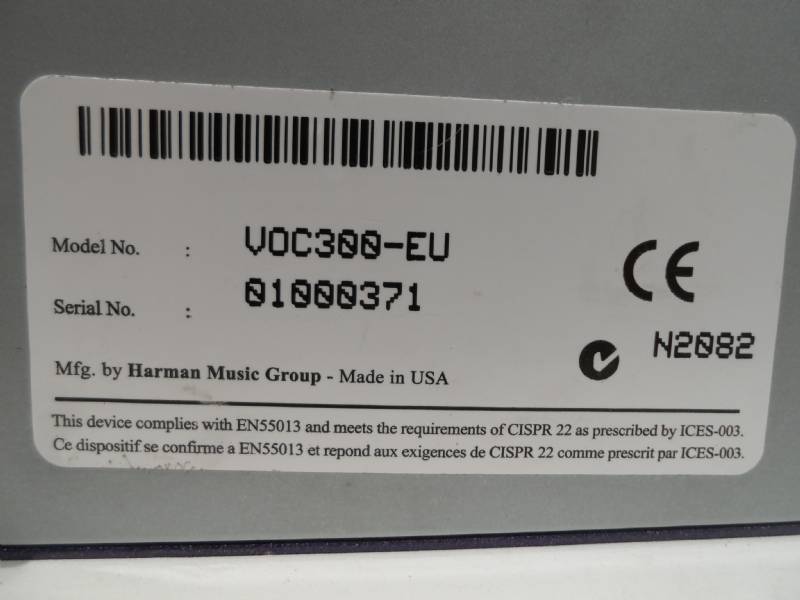 Model No. : VOC300-EU
Serial No. : 01000371
CE
N2082
Mfg. by Harman Music Group - Made in USA
This device complies with EN55013 and meets the requirements of CISPR 22 as prescribed by ICES-003.
Ce dispositif se confirme a EN55013 et repond aux exigences de CISPR 22 comme prescrit par ICES-003.